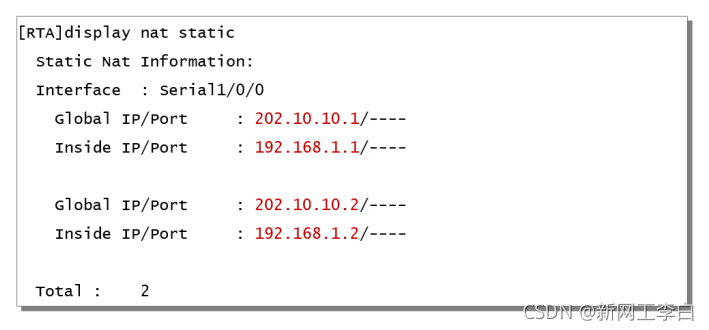 [RTA]display nat static
Static Nat Information:
Interface : Serial1/0/0
Global IP/Port : 202.10.10.1/----
Inside IP/Port : 192.168.1.1/----
Global IP/Port : 202.10.10.2/----
Inside IP/Port : 192.168.1.2/----
Total : 2
CSDN @新网工李白